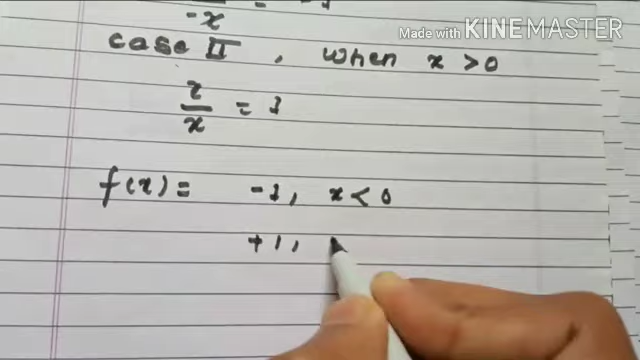 -x
Made with KINEMASTER
case II, when x > 0
x/x = 1
f(x) = -1, x < 0
+1,